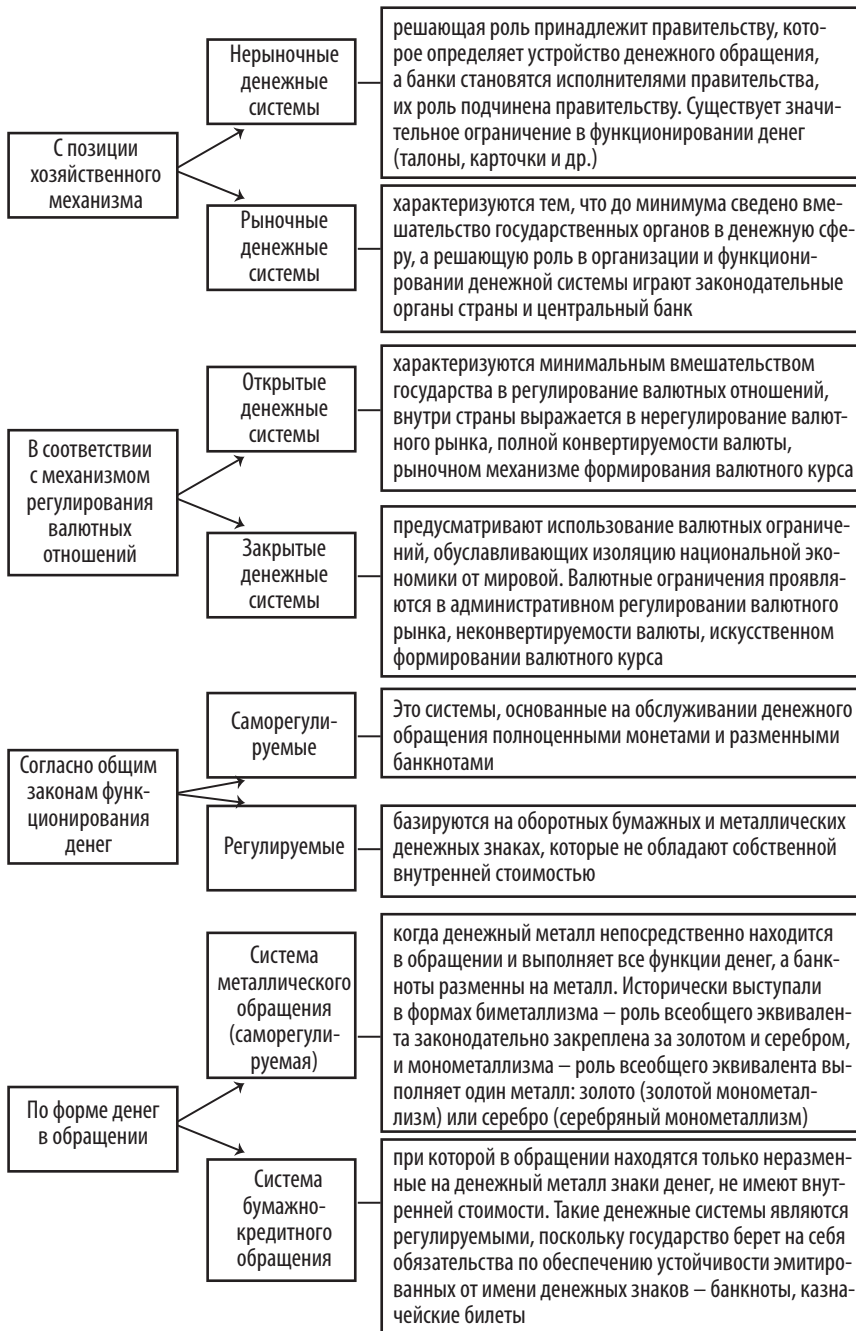 С позиции
хозяйственного
механизма
Нерыночные
денежные
системы
решающая роль принадлежит правительству, кото-
рое определяет устройство денежного обращения,
а банки становятся исполнителями правительства,
их роль подчинена правительству. Существует значи-
тельное ограничение в функционировании денег
(талоны, карточки и др.)
Рыночные
денежные
системы
характеризуются тем, что до минимума сведено вме-
шательство государственных органов в денежную сфе-
ру, а решающую роль в организации и функциони-
ровании денежной системы играют законодательные
органы страны и центральный банк
В соответствии
с механизмом
регулирования
валютных
отношений
Открытые
денежные
системы
характеризуются минимальным вмешательством
государства в регулирование валютных отношений,
внутри страны выражается в нерегулирование валют-
ного рынка, полной конвертируемости валюты,
рыночном механизме формирования валютного курса
Закрытые
денежные
системы
предусматривают использование валютных ограниче-
ний, обуславливающих изоляцию национальной эко-
номики от мировой. Валютные ограничения проявля-
ются в административном регулировании валютного
рынка, неконвертируемости валюты, искусственном
формировании валютного курса
Согласно общим
законам функ-
ционирования
денег
Саморегули-
руемые
Это системы, основанные на обслуживании денежного
обращения полноценными монетами и разменными
банкнотами
Регулируемые
базируются на оборотных бумажных и металлических
денежных знаках, которые не обладают собственной
внутренней стоимостью
По форме денег
в обращении
Система
металлического
обращения
(саморегули-
руемая)
когда денежный металл непосредственно находится
в обращении и выполняет все функции денег, а банк-
ноты разменны на металл. Исторически выступали
в формах биметаллизма – роль всеобщего эквивален-
та законодательно закреплена за золотом и серебром,
и монометаллизма – роль всеобщего эквивалента вы-
полняет один металл: золото (золотой монометал-
лизм) или серебро (серебряный монометаллизм)
Система
бумажно-
кредитного
обращения
при которой в обращении находятся только неразмен-
ные на денежный металл знаки денег, не имеют внут-
ренней стоимости. Такие денежные системы являются
регулируемыми, поскольку государство берет на себя
обязательства по обеспечению устойчивости эмитиро-
ванных от имени денежных знаков – банкноты, казна-
чейские билеты